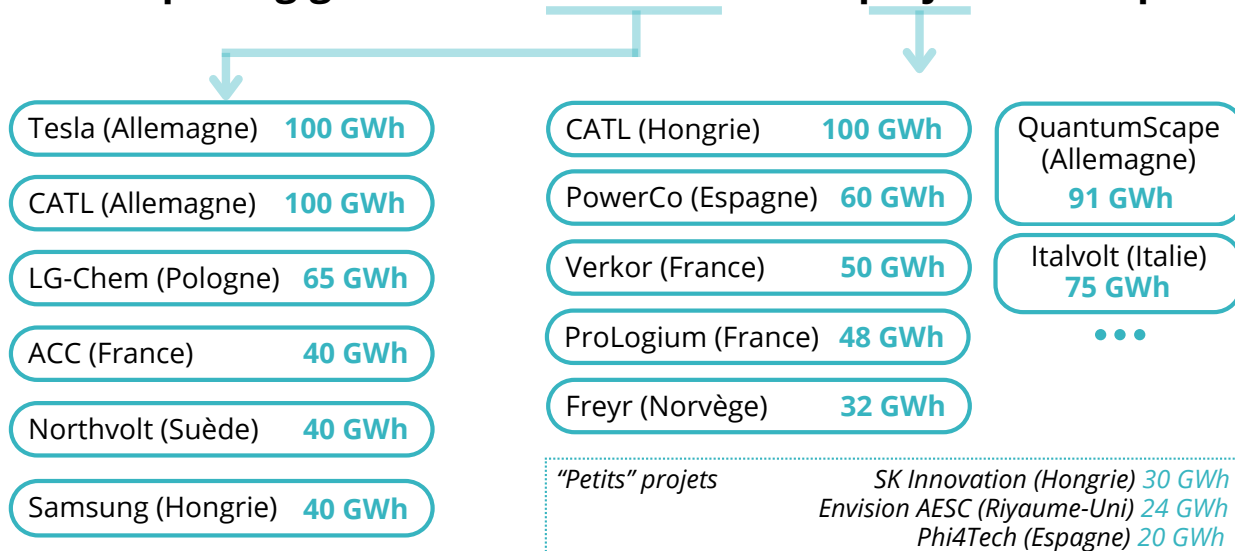 Tesla (Allemagne) 100 GWh
CATL (Allemagne) 100 GWh
LG-Chem (Pologne) 65 GWh
ACC (France) 40 GWh
Northvolt (Suède) 40 GWh
Samsung (Hongrie) 40 GWh
CATL (Hongrie) 100 GWh
PowerCo (Espagne) 60 GWh
Verkor (France) 50 GWh
ProLogium (France) 48 GWh
Freyr (Norvège) 32 GWh
QuantumScape
(Allemagne)
91 GWh
Italvolt (Italie)
75 GWh
•••
“Petits” projets SK Innovation (Hongrie) 30 GWh
Envision AESC (Riyaume-Uni) 24 GWh
Phi4Tech (Espagne) 20 GWh